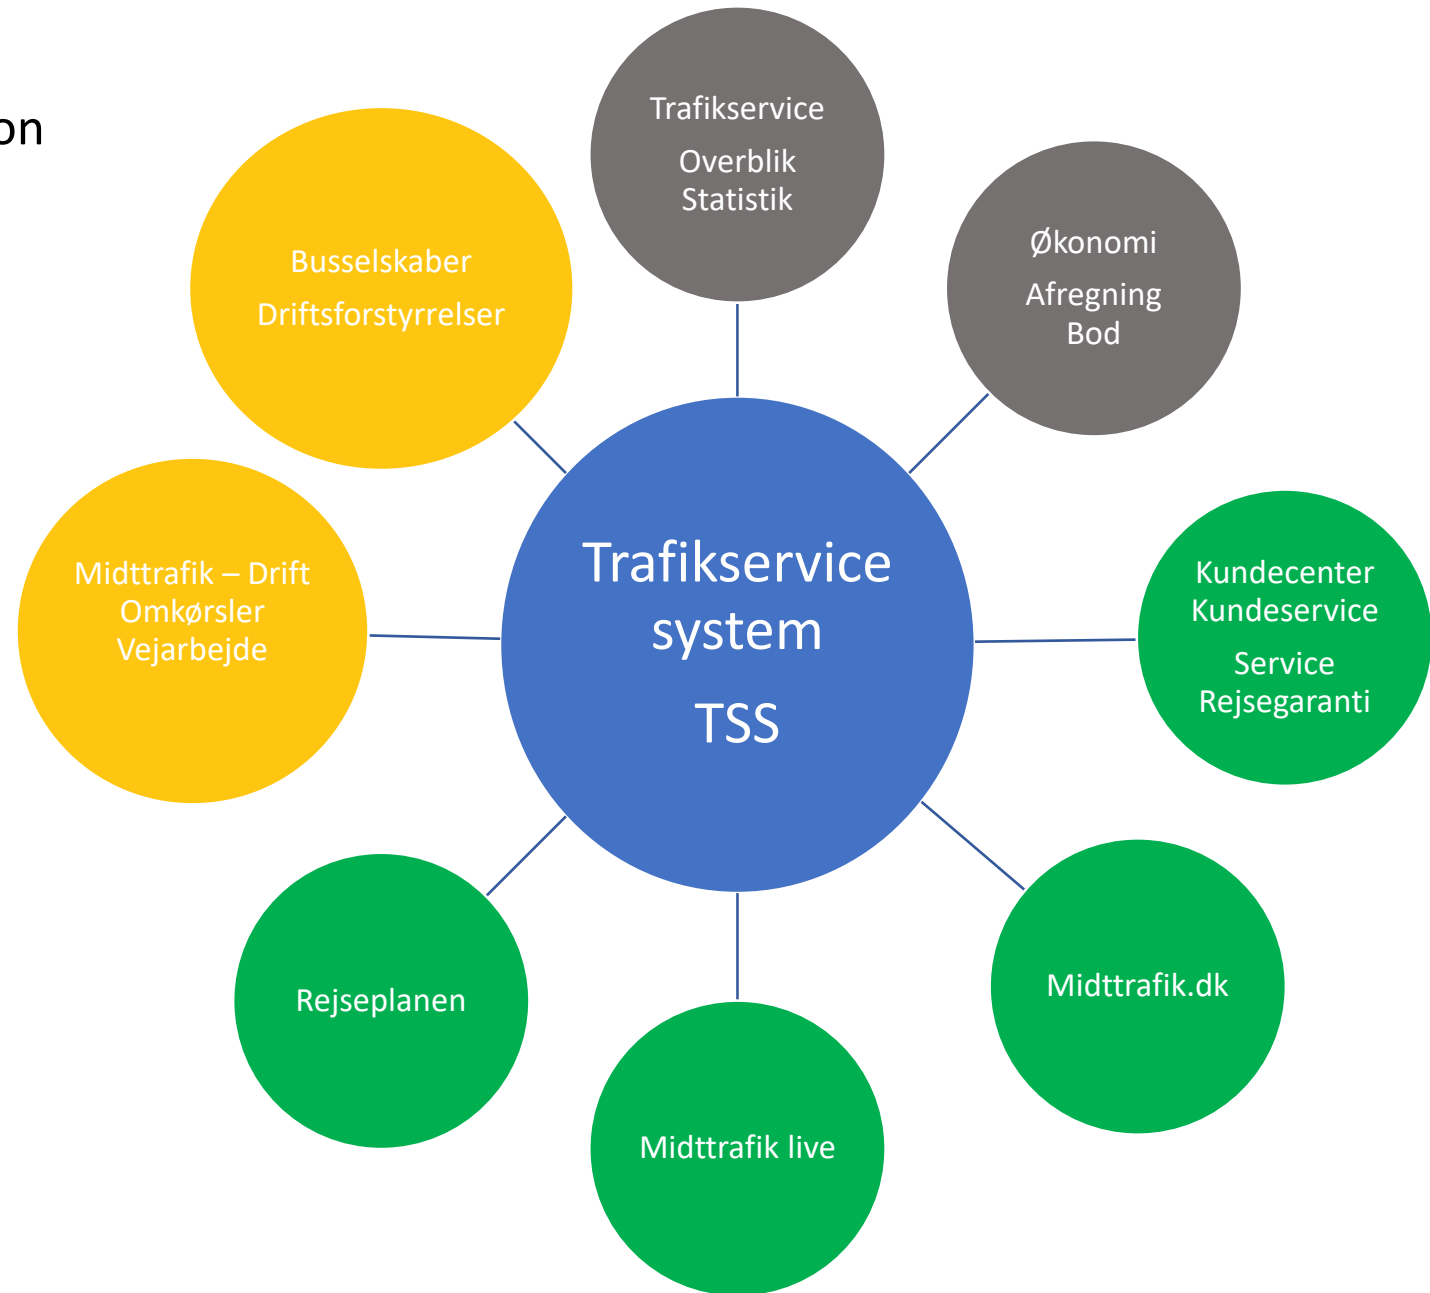 on
Trafikservice
Overblik
Statistik
Økonomi
Afregning
Bod
Busselskaber
Driftsforstyrrelser
Trafikservice
system
TSS
Midttrafik – Drift
Omkørsler
Vejarbejde
Kundecenter
Kundeservice
Service
Rejsegaranti
Rejseplanen
Midttrafik.dk
Midttrafik live